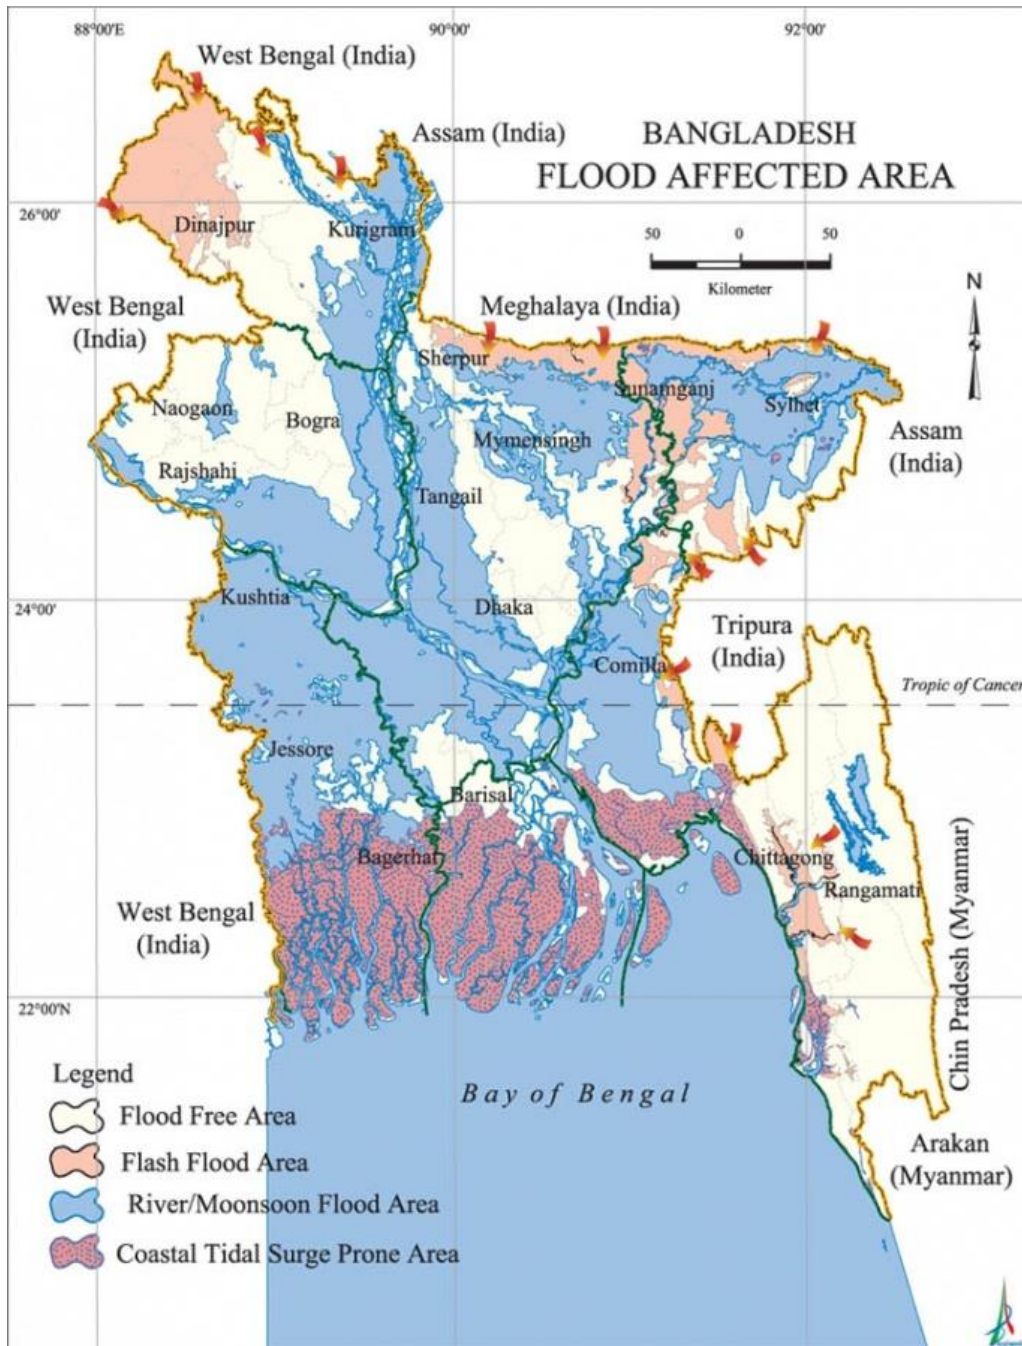 88°00'E
90°00'
92°00'
West Bengal (India)
Assam (India)
BANGLADESH
FLOOD AFFECTED AREA
26°00'
Dinajpur
Kurigram
50 0 50
Kilometer
N
West Bengal
(India)
Meghalaya (India)
Sherpur
Sunamganj
Sylhet
Naogaon
Bogra
Mymensingh
Assam
(India)
Rajshahi
Tangail
24°00'
Kushtia
Dhaka
Tripura
(India)
Comilla
Tropic of Cancer
Jessore
Barisal
Bagerhat
Chittagong
Rangamati
West Bengal
(India)
Chin Pradesh (Myanmar)
22°00'N
Bay of Bengal
Arakan
(Myanmar)
Legend
Flood Free Area
Flash Flood Area
River/Moonsoon Flood Area
Coastal Tidal Surge Prone Area